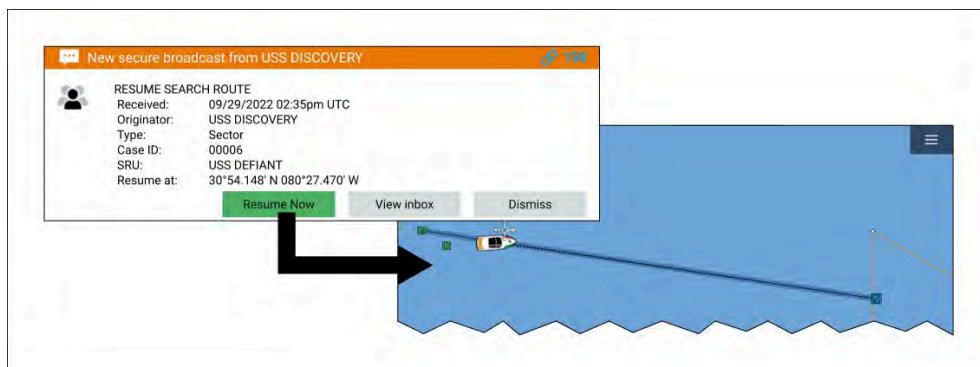 New secure broadcast from USS DISCOVERY
RESUME SEARCH ROUTE
Received: 09/29/2022 02:35pm UTC
Originator: USS DISCOVERY
Type: Sector
Case ID: 00006
SRU: USS DEFIANT
Resume at: 30°54.148' N 080°27.470' W
Resume Now View inbox Dismiss